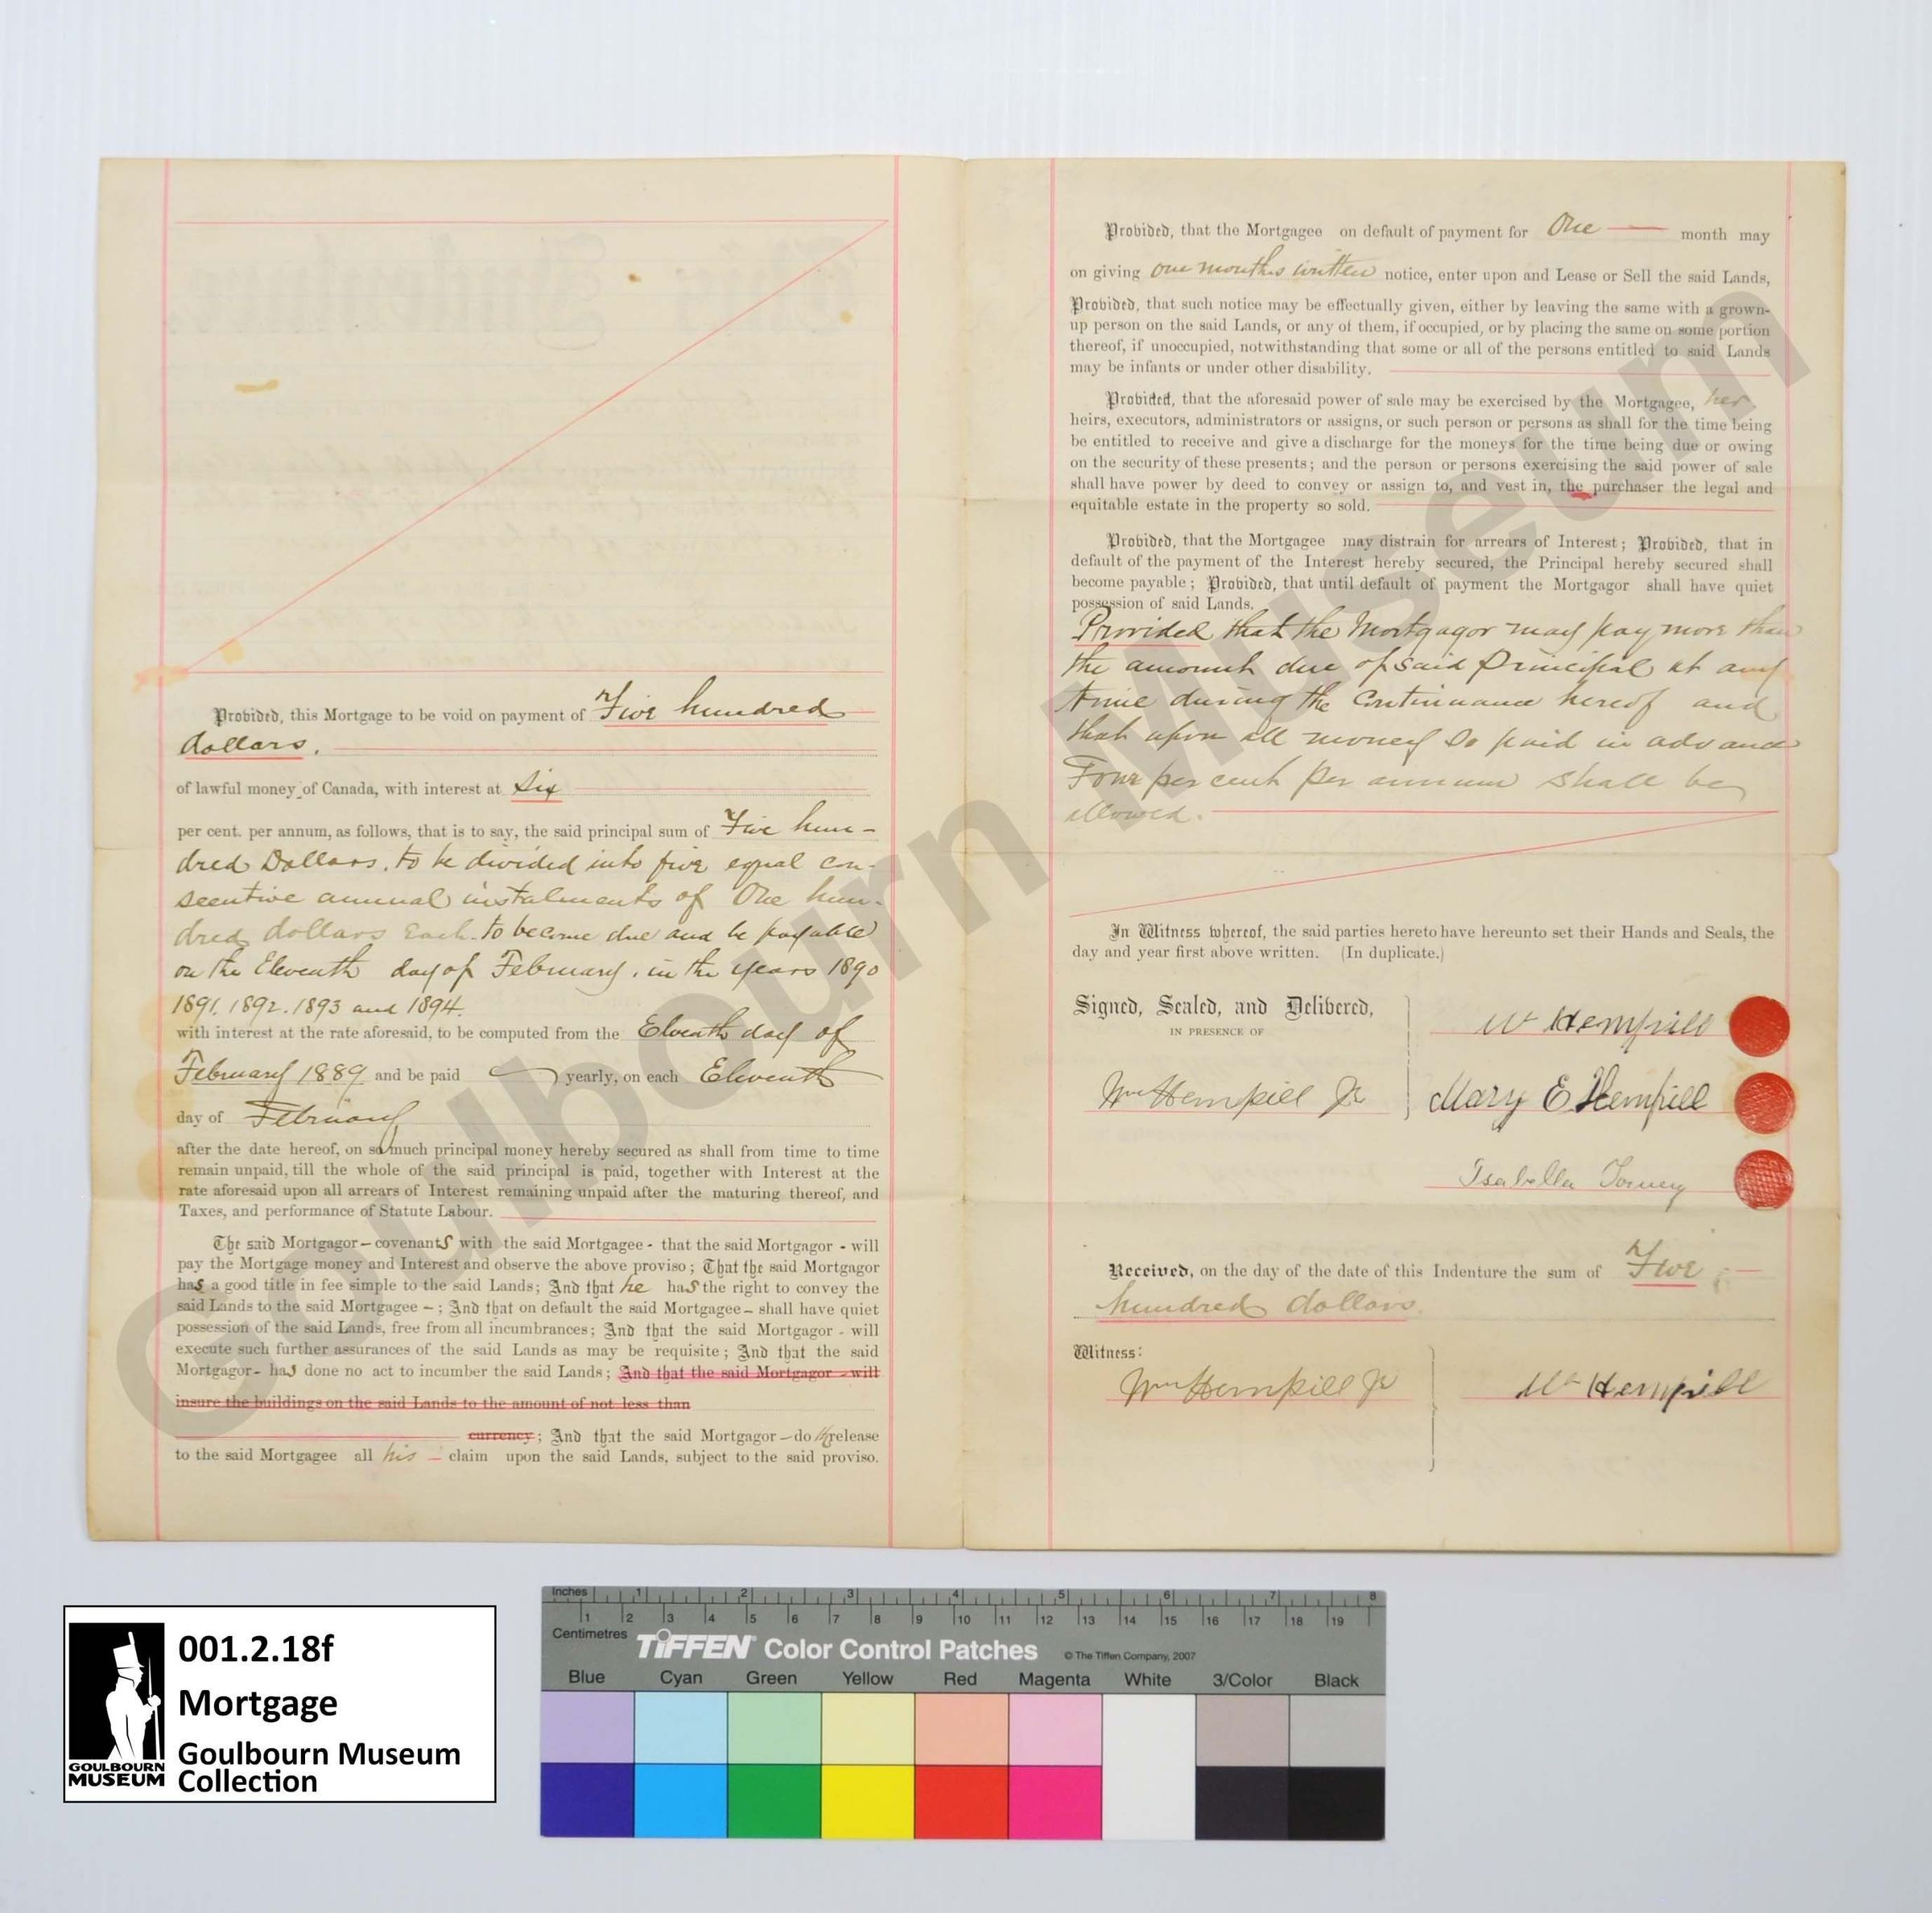 Provided, this Mortgage to be void on payment of Five hundred
dollars.
of lawful money of Canada, with interest at Six
per cent. per annum, as follows, that is to say, the said principal sum of Five hun-
dred Dollars. to be divided into five equal con-
secutive annual instalments of One hun-
dred dollars Each. to become due and be payable
on the Eleventh day of February. in the years 1890
1891. 1892. 1893 and 1894.
with interest at the rate aforesaid, to be computed from the Elventh day of
February 1889 and be paid yearly, on each Eleventh
day of February
after the date hereof, on so much principal money hereby secured as shall from time to time
remain unpaid, till the whole of the said principal is paid, together with Interest at the
rate aforesaid upon all arrears of Interest remaining unpaid after the maturing thereof, and
Taxes, and performance of Statute Labour.
The said Mortgagor - covenants with the said Mortgagee - that the said Mortgagor - will
pay the Mortgage money and Interest and observe the above proviso; That the said Mortgagor
has a good title in fee simple to the said Lands; And that he has the right to convey the
said Lands to the said Mortgagee -; And that on default the said Mortgagee - shall have quiet
possession of the said Lands, free from all incumbrances; And that the said Mortgagor - will
execute such further assurances of the said Lands as may be requisite; And that the said
Mortgagor - has done no act to incumber the said Lands; And that the said Mortgagor - will
insure the buildings on the said Lands to the amount of not less than
currency; And that the said Mortgagor - do release
to the said Mortgagee all his - claim upon the said Lands, subject to the said proviso.
Provided, that the Mortgagee on default of payment for One month may
on giving one months written notice, enter upon and Lease or Sell the said Lands,
Provided, that such notice may be effectually given, either by leaving the same with a grown-
up person on the said Lands, or any of them, if occupied, or by placing the same on some portion
thereof, if unoccupied, notwithstanding that some or all of the persons entitled to said Lands
may be infants or under other disability.
Provided, that the aforesaid power of sale may be exercised by the Mortgagee, her
heirs, executors, administrators or assigns, or such person or persons as shall for the time being
be entitled to receive and give a discharge for the moneys for the time being due or owing
on the security of these presents; and the person or persons exercising the said power of sale
shall have power by deed to convey or assign to, and vest in, the purchaser the legal and
equitable estate in the property so sold.
Provided, that the Mortgagee may distrain for arrears of Interest; Provided, that in
default of the payment of the Interest hereby secured, the Principal hereby secured shall
become payable; Provided, that until default of payment the Mortgagor shall have quiet
possession of said Lands.
Provided that the Mortgagor may pay more than
the amount due of said Principal at any
time during the Continuance hereof and
that upon all money so paid in advance
Four per cent per annum shall be
allowed.
In Witness whereof, the said parties hereto have hereunto set their Hands and Seals, the
day and year first above written. (In duplicate.)
Signed, Sealed, and Delivered,
IN PRESENCE OF
Wm Hempill
Wm Hempill Jr
Mary E Hempill
Isabella Torney
Received, on the day of the date of this Indenture the sum of Five
hundred dollars.
Witness:
Wm Hempill Jr
Wm Hempill
Goulbourn Museum
001.2.18f
Mortgage
Goulbourn Museum
Collection
GOULBOURN
MUSEUM
Inches 1 2 3 4 5 6 7 8
1 2 3 4 5 6 7 8 9 10 11 12 13 14 15 16 17 18 19
Centimetres
TIFFEN Color Control Patches © The Tiffen Company, 2007
Blue Cyan Green Yellow Red Magenta White 3/Color Black